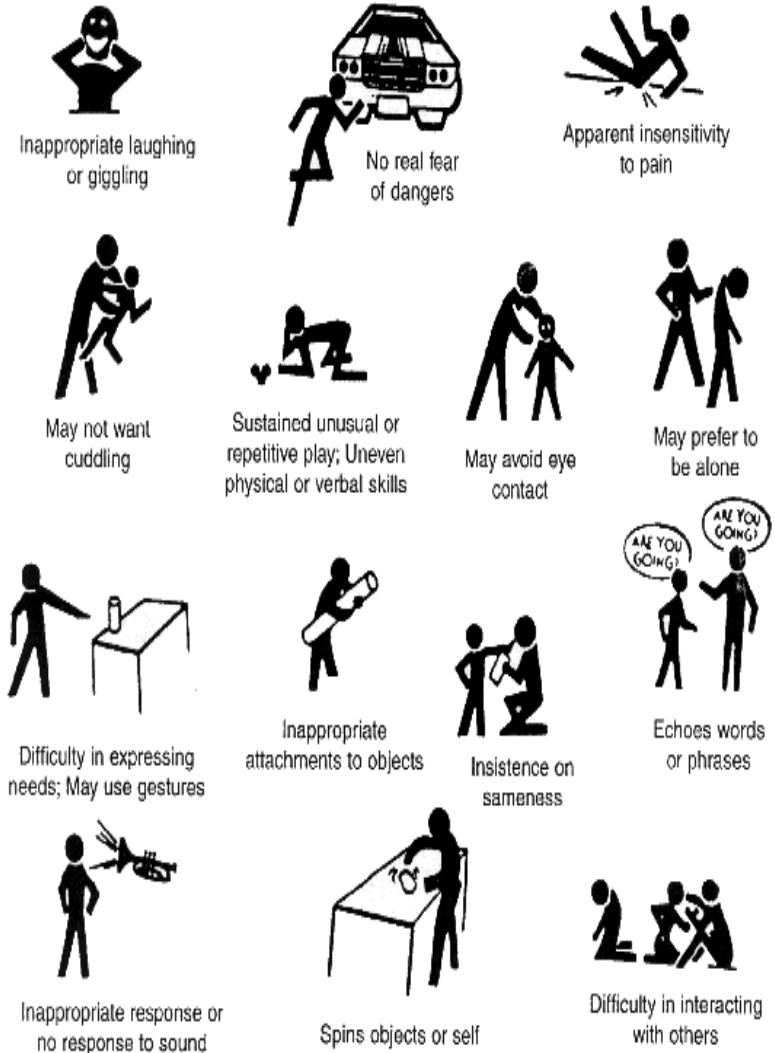 Inappropriate laughing
or giggling
No real fear
of dangers
Apparent insensitivity
to pain
May not want
cuddling
Sustained unusual or
repetitive play; Uneven
physical or verbal skills
May avoid eye
contact
May prefer to
be alone
Difficulty in expressing
needs; May use gestures
Inappropriate
attachments to objects
Insistence on
sameness
ARE YOU
GOING?
ARE YOU
GOING?
Echoes words
or phrases
Inappropriate response or
no response to sound
Spins objects or self
Difficulty in interacting
with others